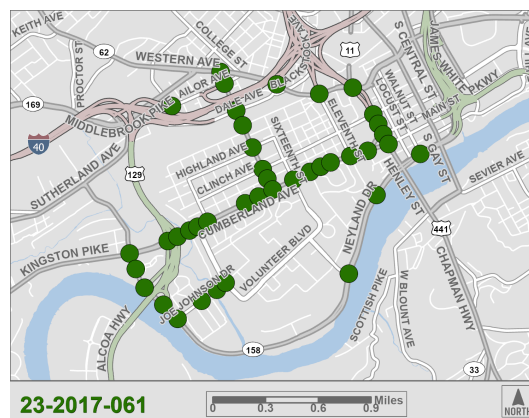 KEITH AVE
COLLEGE ST
BLACKSTOCK AVE
11
S CENTRAL ST
JAMES WHITE PKWY
62
WESTERN AVE
PROCTOR ST
AILOR AVE
DALE AVE
WALNUT ST
LOCUST ST
MAIN ST
169
MIDDLEBROOK
40
SUTHERLAND AVE
129
HIGHLAND AVE
CLINCH AVE
SIXTEENTH ST
ELEVENTH ST
S GAY ST
HENLEY ST
SEVIER AVE
CUMBERLAND AVE
NEYLAND DR
KINGSTON PIKE
VOLUNTEER BLVD
441
CHAPMAN HWY
JOE JOHNSON DR
SCOTTISH PIKE
W BLOUNT AVE
ALCOA HWY
158
33
23-2017-061
Miles
0 0.3 0.6 0.9
NORTH